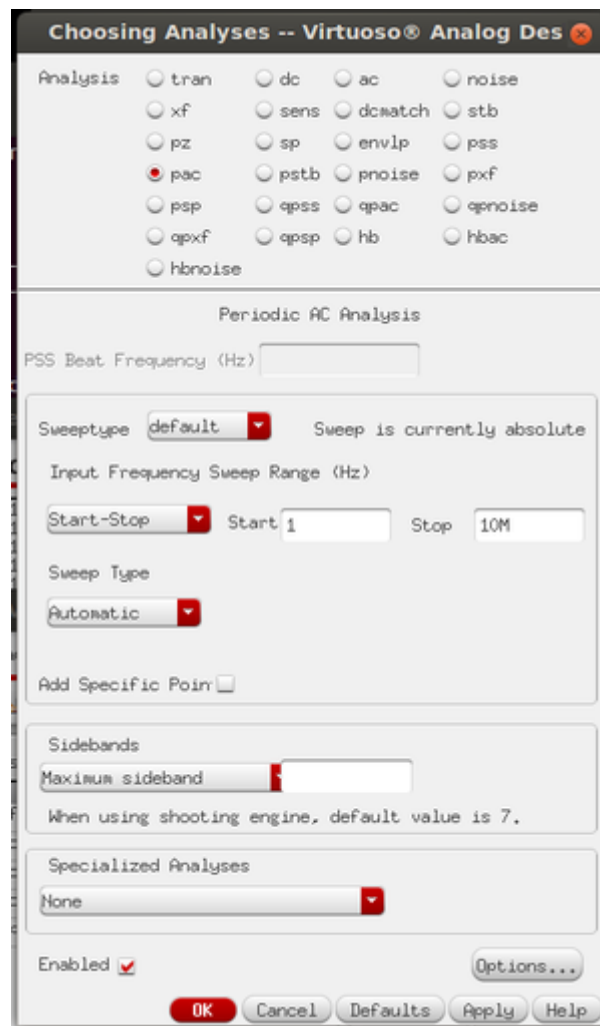 Choosing Analyses -- Virtuoso® Analog Des
Analysis tran dc ac noise
xf sens dcmatch stb
pz sp envlp pss
pac pstb pnoise pxf
psp qpss qpac qpnoise
qpxf qpsp hb hbac
hbnoise
Periodic AC Analysis
PSS Beat Frequency (Hz)
Sweeptype default Sweep is currently absolute
Input Frequency Sweep Range (Hz)
Start-Stop Start 1 Stop 10M
Sweep Type
Automatic
Add Specific Poin
Sidebands
Maximum sideband
When using shooting engine, default value is 7.
Specialized Analyses
None
Enabled Options...
OK Cancel Defaults Apply Help